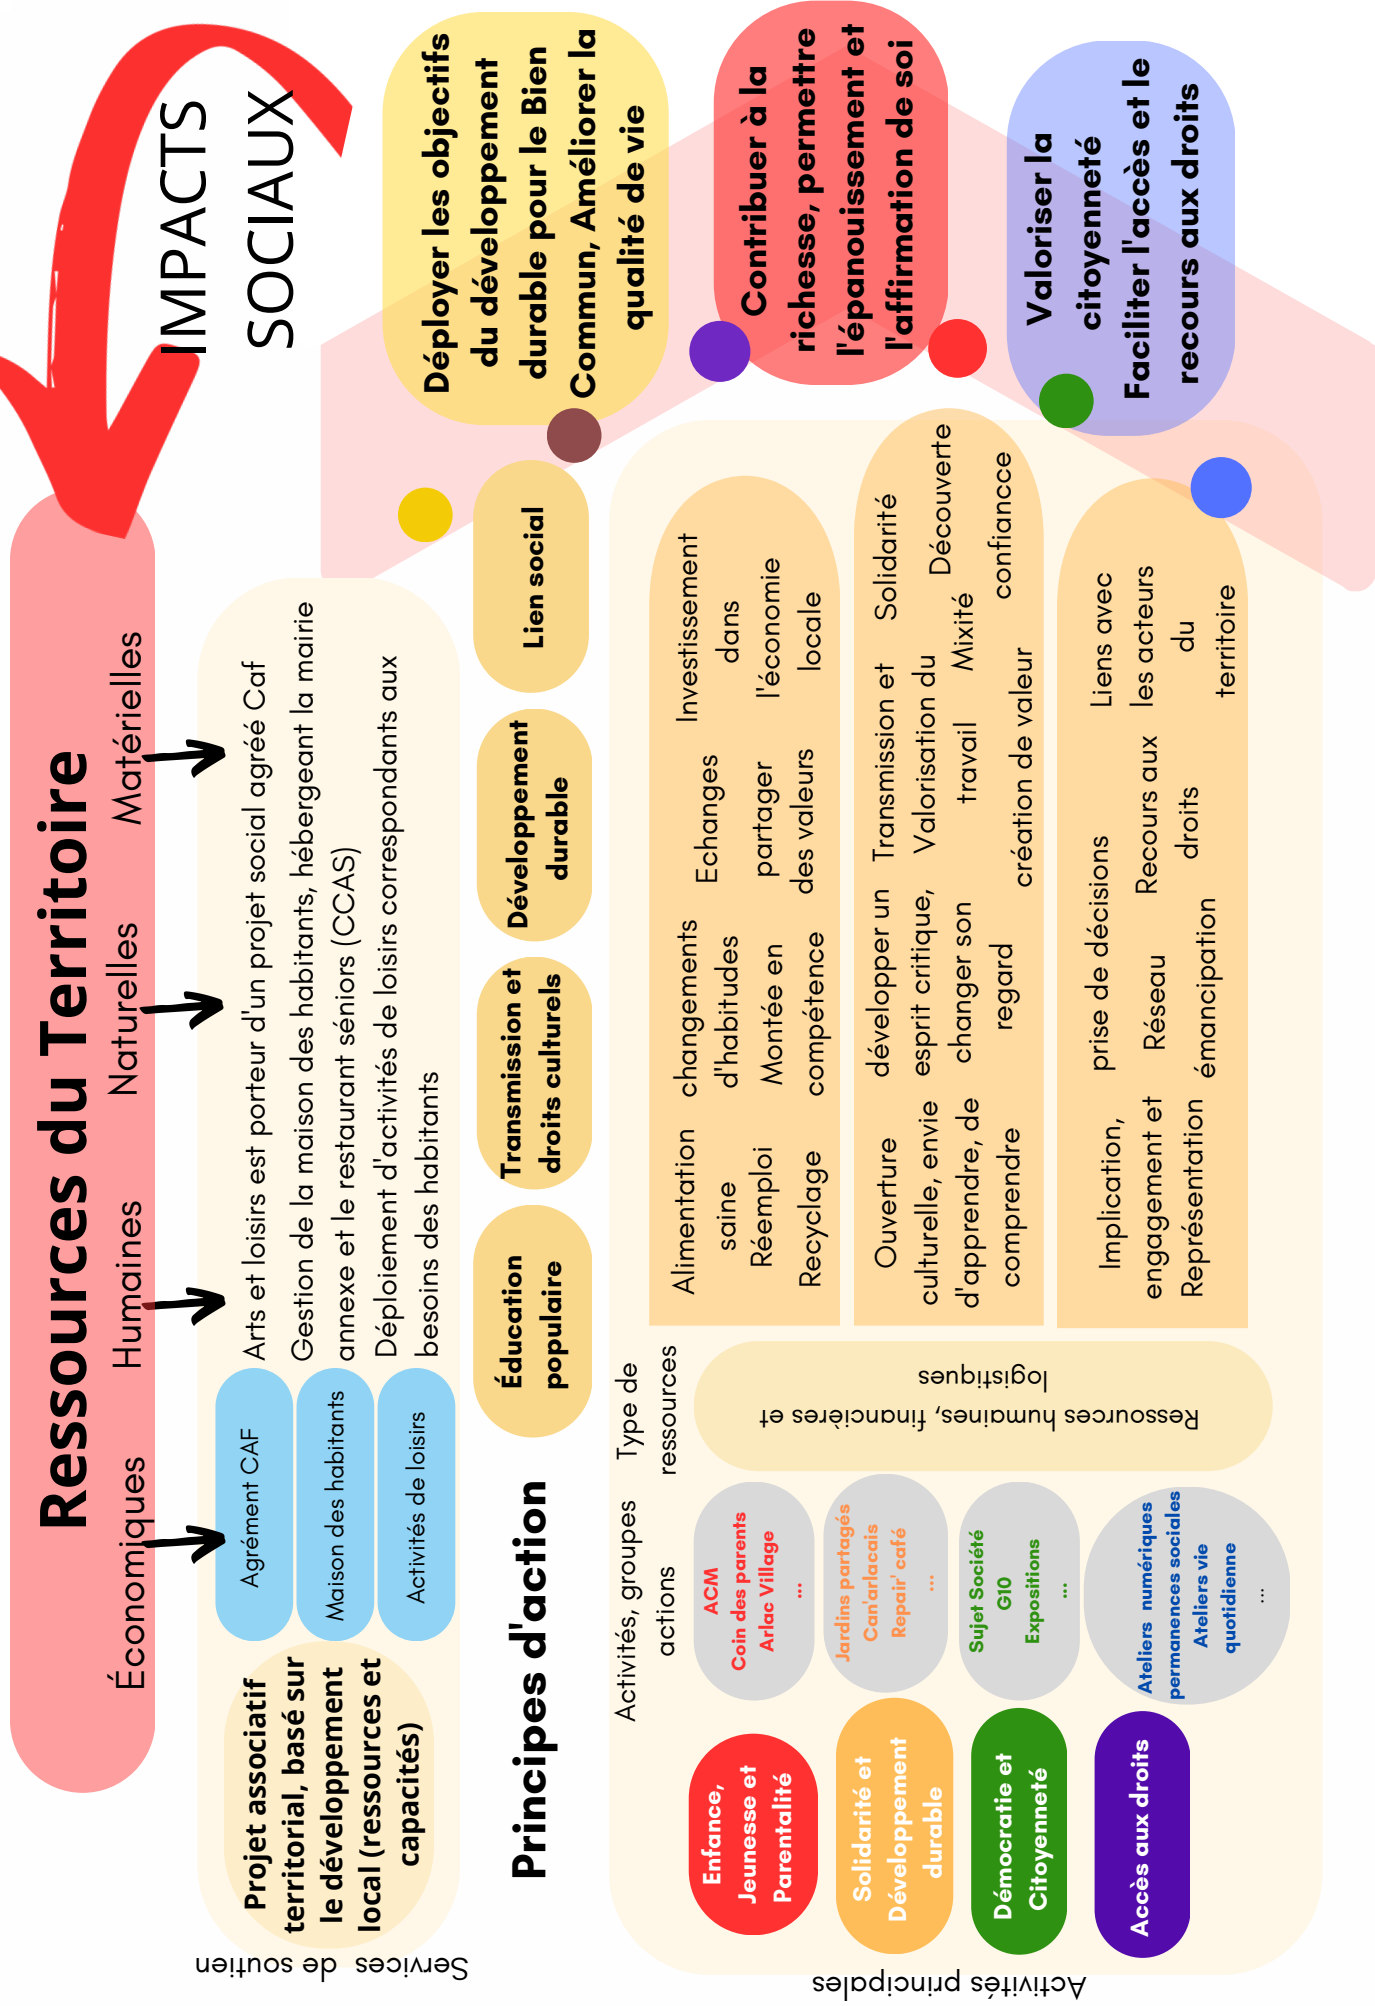 Ressources du Territoire
Économiques
Humaines
Naturelles
Matérielles
IMPACTS
SOCIAUX
Services de soutien
Projet associatif
territorial, basé sur
le développement
local (ressources et
capacités)
Agrément CAF
Maison des habitants
Activités de loisirs
Arts et loisirs est porteur d'un projet social agréé Caf
Gestion de la maison des habitants, hébergeant la mairie
annexe et le restaurant séniors (CCAS)
Déploiement d'activités de loisirs correspondants aux
besoins des habitants
Principes d'action
Éducation
populaire
Transmission et
droits culturels
Développement
durable
Lien social
Activités principales
Activités, groupes
actions
Type de
ressources
Enfance,
Jeunesse et
Parentalité
Solidarité et
Développement
durable
Démocratie et
Citoyenneté
Accès aux droits
ACM
Coin des parents
Arlac Village
...
Jardins partagés
Can'arlacais
Repair' café
...
Sujet Société
G10
Expositions
...
Ateliers numériques
permanences sociales
Ateliers vie
quotidienne
...
Ressources humaines, financières et
logistiques
Alimentation
saine
Réemploi
Recyclage
changements
d'habitudes
Montée en
compétence
Echanges
partager
des valeurs
Investissement
dans
l'économie
locale
Ouverture
culturelle, envie
d'apprendre, de
comprendre
développer un
esprit critique,
changer son
regard
Transmission et
Valorisation du
travail
création de valeur
Solidarité
Découverte
Mixité
confiancce
Implication,
engagement et
Représentation
prise de décisions
Réseau
émancipation
Recours aux
droits
Liens avec
les acteurs
du
territoire
Déployer les objectifs
du développement
durable pour le Bien
Commun, Améliorer la
qualité de vie
Contribuer à la
richesse, permettre
l'épanouissement et
l'affirmation de soi
Valoriser la
citoyenneté
Faciliter l'accès et le
recours aux droits